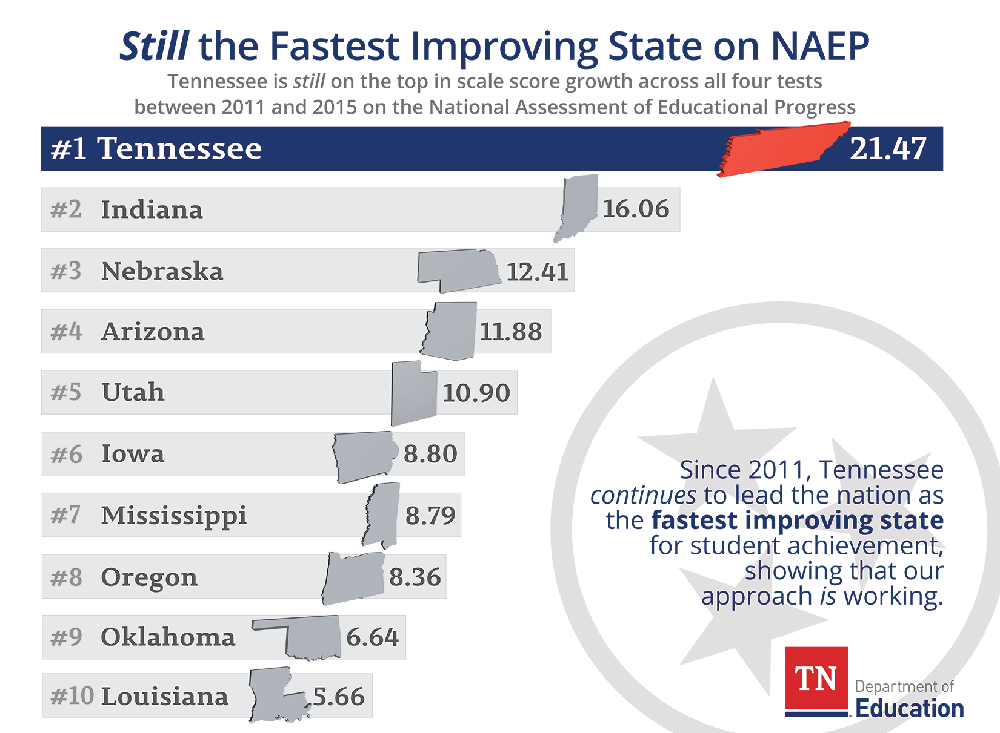 Still the Fastest Improving State on NAEP
Tennessee is still on the top in scale score growth across all four tests
between 2011 and 2015 on the National Assessment of Educational Progress
#1 Tennessee 21.47
#2 Indiana 16.06
#3 Nebraska 12.41
#4 Arizona 11.88
#5 Utah 10.90
#6 Iowa 8.80
#7 Mississippi 8.79
#8 Oregon 8.36
#9 Oklahoma 6.64
#10 Louisiana 5.66
Since 2011, Tennessee
continues to lead the nation as
the fastest improving state
for student achievement,
showing that our
approach is working.
TN
Department of
Education